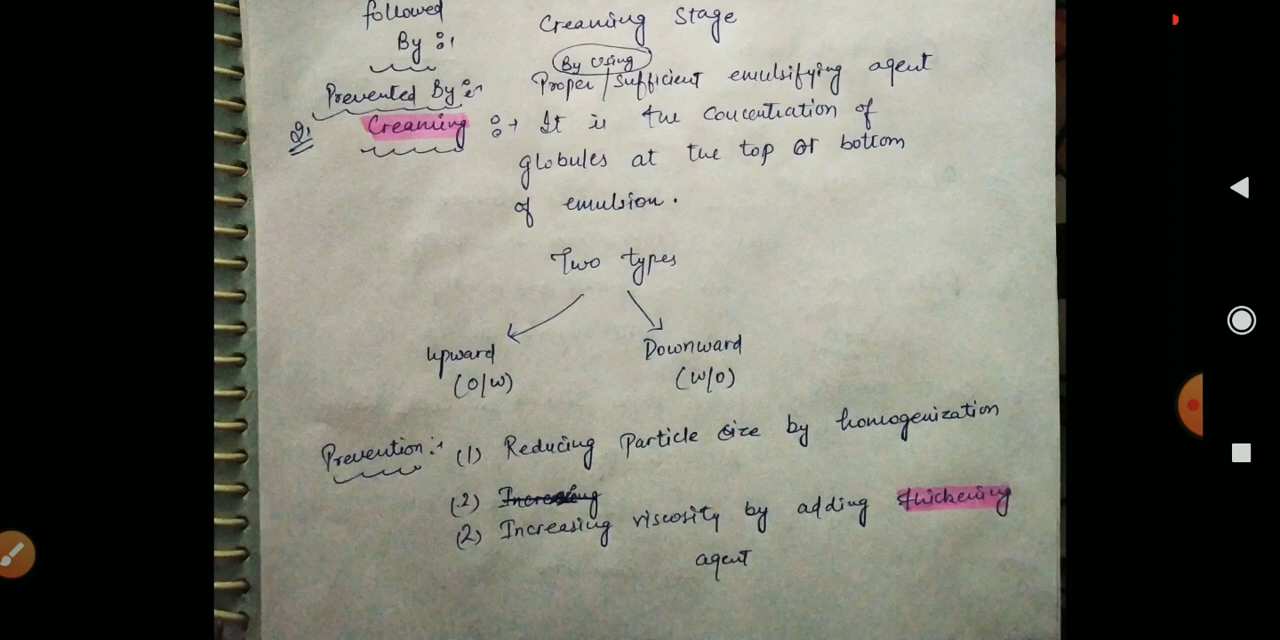 followed Creaming Stage
By :-
By Using
Prevented By :- Proper / Sufficient emulsifying agent
2, Creaming :→ It is the concentration of
globules at the top or bottom
of emulsion.
Two types
Upward Downward
(O/W) (W/O)
Prevention :- (1) Reducing Particle Size by homogenization
(2) Increasing
(2) Increasing viscosity by adding thickening
agent